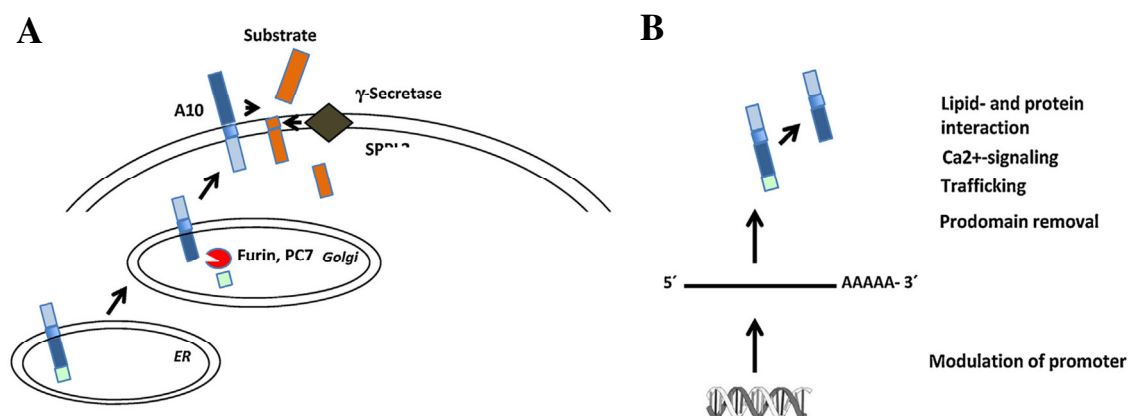 A
Substrate
A10
γ-Secretase
Furin, PC7 Golgi
ER
B
Lipid- and protein
interaction
Ca2+-signaling
Trafficking
Prodomain removal
5´ AAAAA- 3´
Modulation of promoter